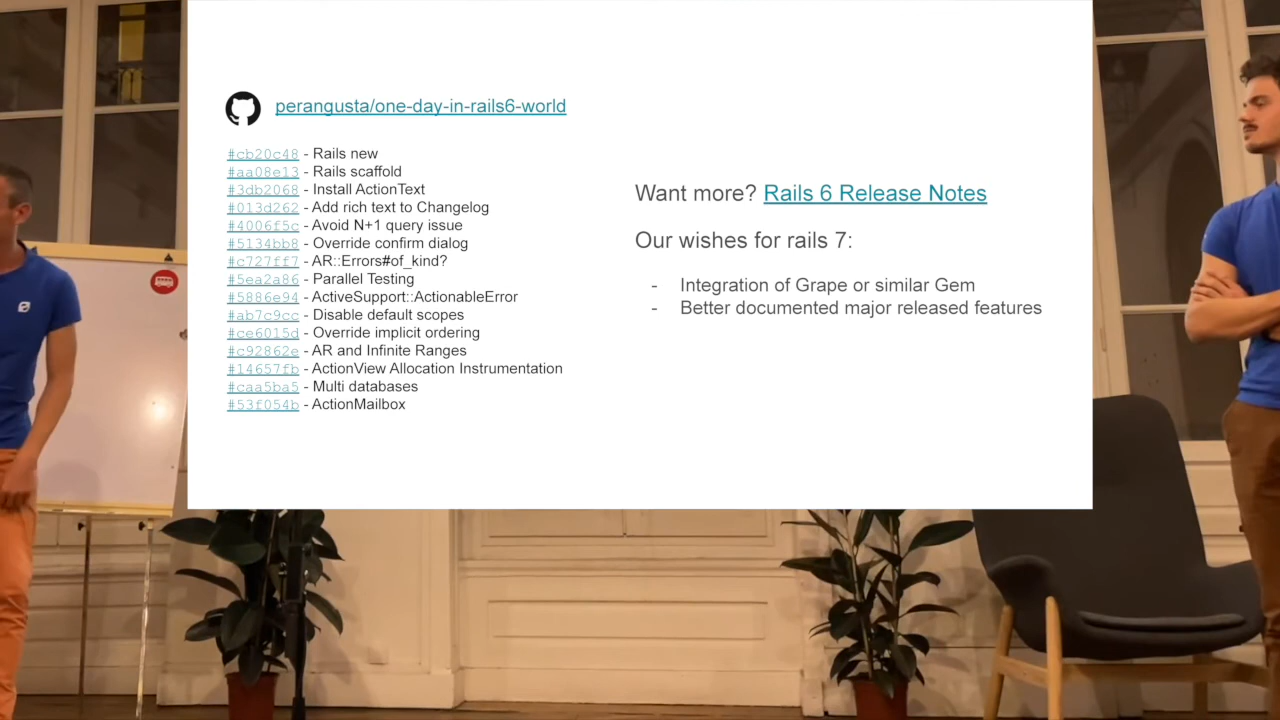 perangusta/one-day-in-rails6-world
#cb20c48 - Rails new
#aa08e13 - Rails scaffold
#3db2068 - Install ActionText
#013d262 - Add rich text to Changelog
#4006f5c - Avoid N+1 query issue
#5134bb8 - Override confirm dialog
#c727ff7 - AR::Errors#of_kind?
#5ea2a86 - Parallel Testing
#5886e94 - ActiveSupport::ActionableError
#ab7c9cc - Disable default scopes
#ce6015d - Override implicit ordering
#c92862e - AR and Infinite Ranges
#14657fb - ActionView Allocation Instrumentation
#caa5ba5 - Multi databases
#53f054b - ActionMailbox
Want more? Rails 6 Release Notes
Our wishes for rails 7:
- Integration of Grape or similar Gem
- Better documented major released features